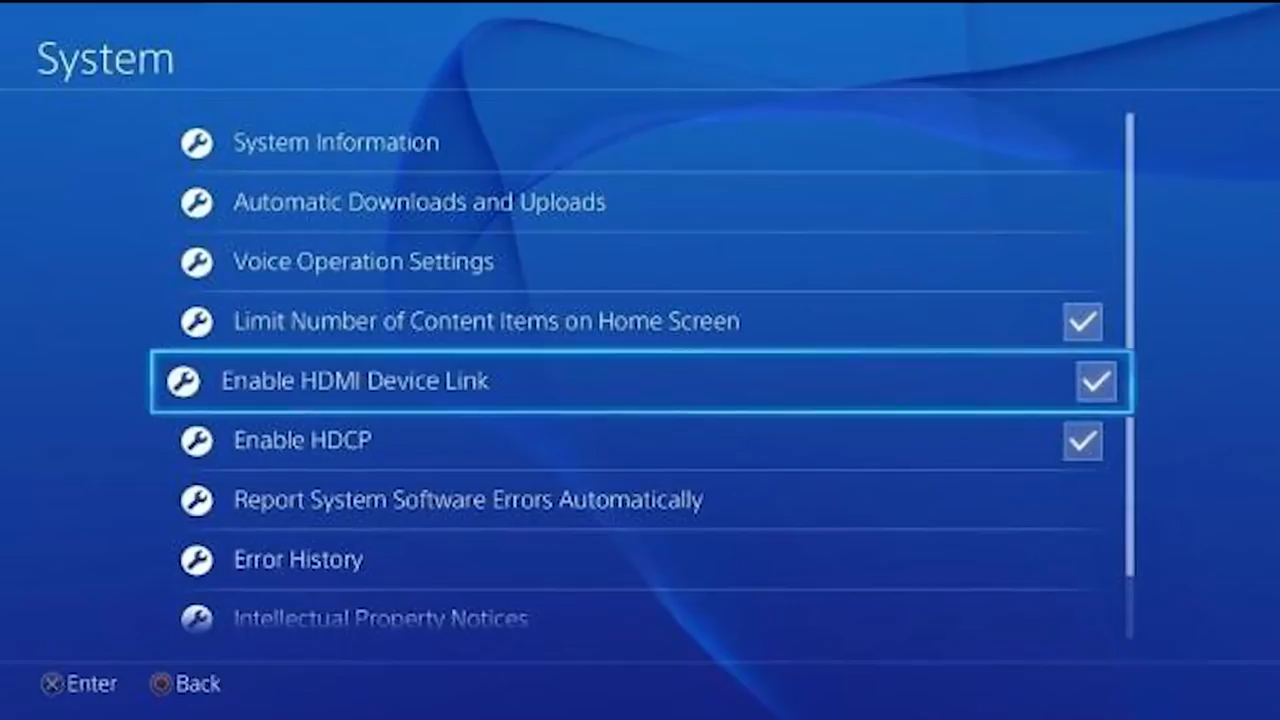 System
System Information
Automatic Downloads and Uploads
Voice Operation Settings
Limit Number of Content Items on Home Screen
Enable HDMI Device Link
Enable HDCP
Report System Software Errors Automatically
Error History
Intellectual Property Notices
Enter Back